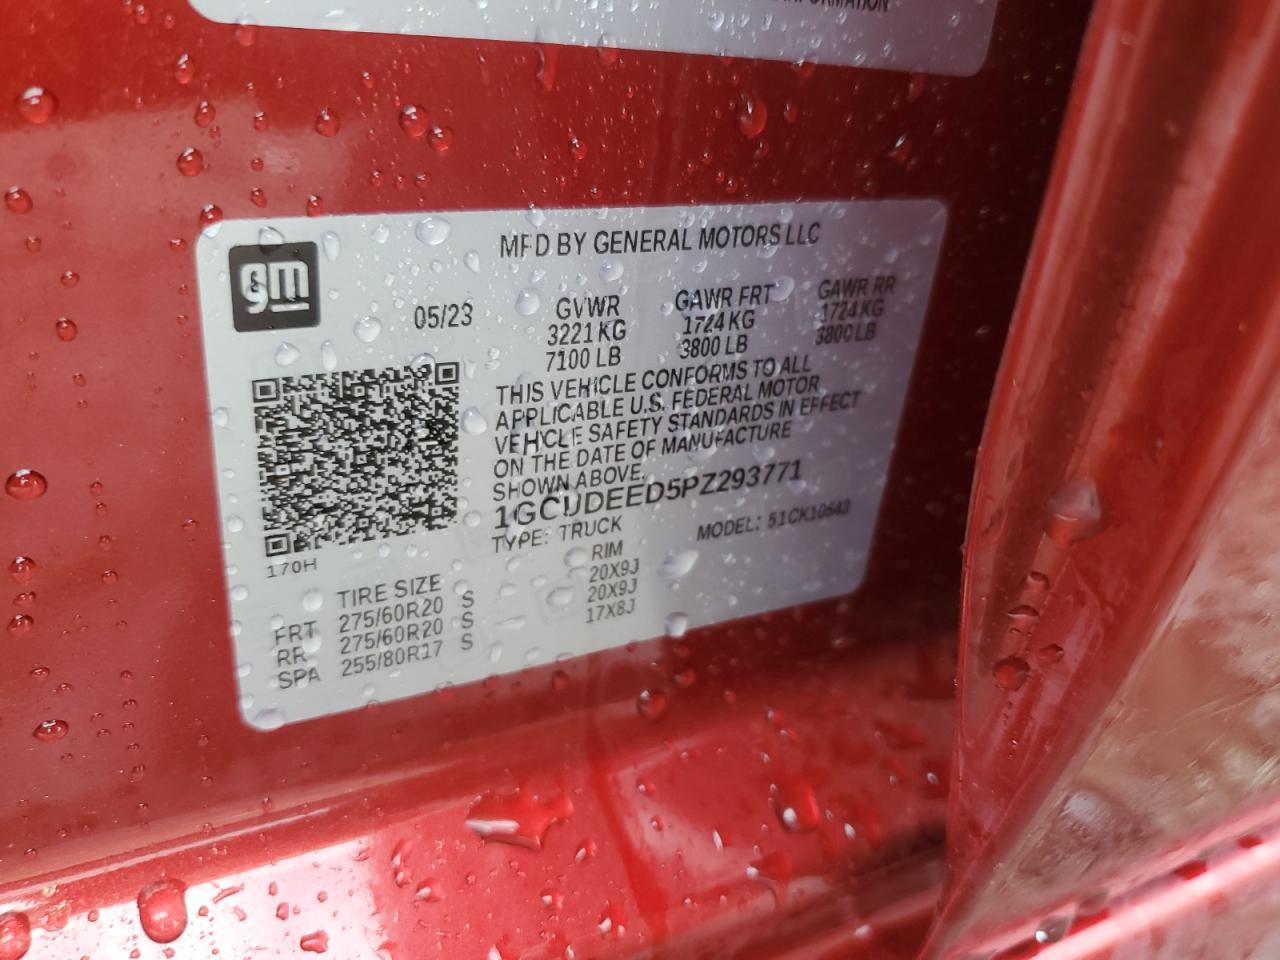 INFORMATION
gm
MFD BY GENERAL MOTORS LLC
05/23 GVWR GAWR FRT GAWR RR
3221 KG 1724 KG 1724 KG
7100 LB 3800 LB 3800 LB
THIS VEHICLE CONFORMS TO ALL
APPLICABLE U.S. FEDERAL MOTOR
VEHICLE SAFETY STANDARDS IN EFFECT
ON THE DATE OF MANUFACTURE
SHOWN ABOVE.
1GCUDEED5PZ293771
TYPE: TRUCK MODEL: 51CK10543
170H
TIRE SIZE RIM
FRT 275/60R20 S 20X9J
RR 275/60R20 S 20X9J
SPA 255/80R17 S 17X8J